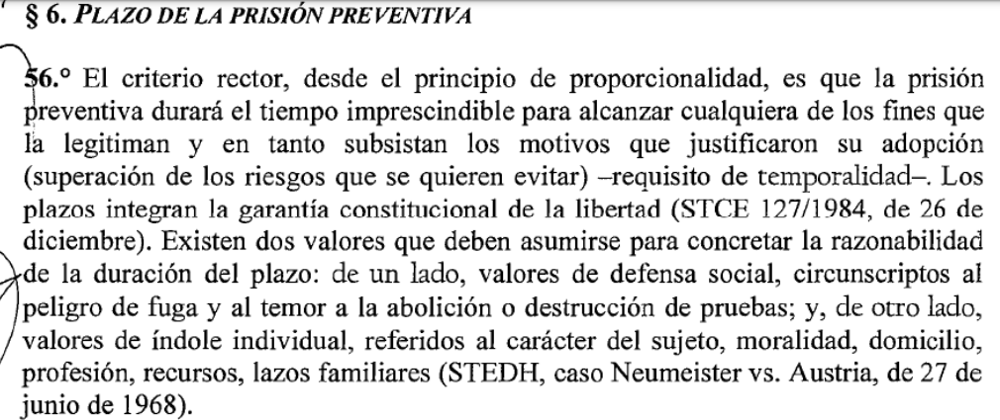 § 6. PLAZO DE LA PRISIÓN PREVENTIVA
56.° El criterio rector, desde el principio de proporcionalidad, es que la prisión
preventiva durará el tiempo imprescindible para alcanzar cualquiera de los fines que
la legitiman y en tanto subsistan los motivos que justificaron su adopción
(superación de los riesgos que se quieren evitar) –requisito de temporalidad–. Los
plazos integran la garantía constitucional de la libertad (STCE 127/1984, de 26 de
diciembre). Existen dos valores que deben asumirse para concretar la razonabilidad
de la duración del plazo: de un lado, valores de defensa social, circunscriptos al
peligro de fuga y al temor a la abolición o destrucción de pruebas; y, de otro lado,
valores de índole individual, referidos al carácter del sujeto, moralidad, domicilio,
profesión, recursos, lazos familiares (STEDH, caso Neumeister vs. Austria, de 27 de
junio de 1968).